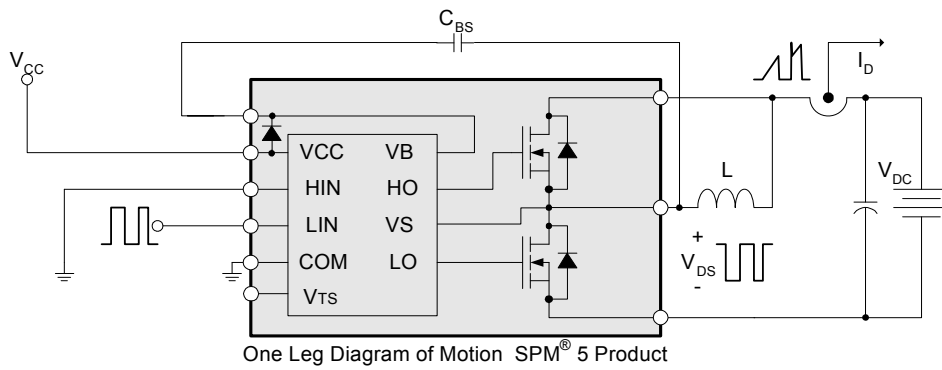 C_BS
V_CC
I_D
VCC VB
HIN HO
LIN VS
COM LO
V_TS
L
V_DC
+
V_DS
-
One Leg Diagram of Motion SPM® 5 Product